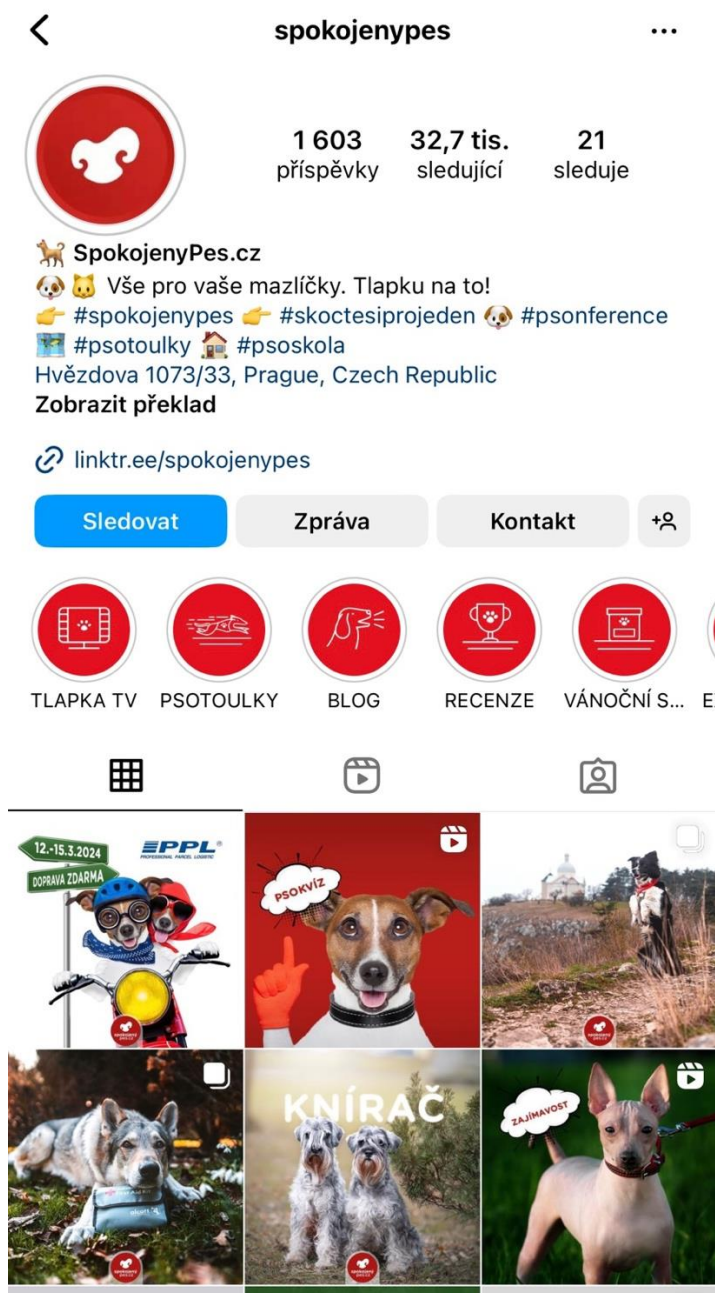 spokojenypes
1 603
32,7 tis.
21
příspěvky
sledující
sleduje
🐕 SpokojenyPes.cz
🐶 🐱 Vše pro vaše mazlíčky. Tlapku na to!
👉 #spokojenypes 👉 #skoctesiprojeden 🐶 #psonference
🗺️ #psotoulky 🏠 #psoskola
Hvězdova 1073/33, Prague, Czech Republic
Zobrazit překlad
linktr.ee/spokojenypes
Sledovat
Zpráva
Kontakt
TLAPKA TV
PSOTOULKY
BLOG
RECENZE
VÁNOČNÍ S...
12.-15.3.2024
DOPRAVA ZDARMA
PPL
PROFESSIONAL PARCEL LOGISTIC
PSOKVÍZ
KNÍRAČ
ZAJÍMAVOST